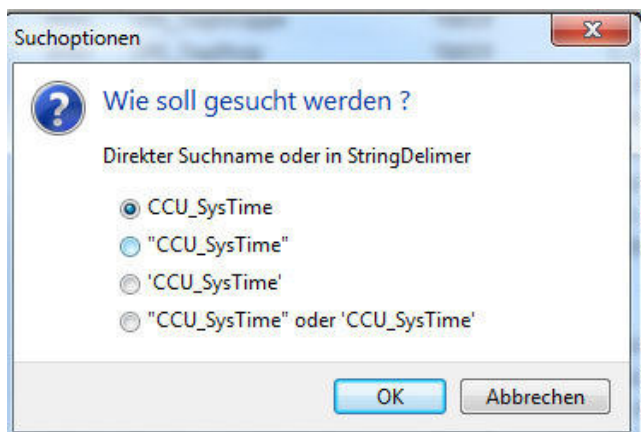 Suchoptionen
Wie soll gesucht werden ?
Direkter Suchname oder in StringDelimer
CCU_SysTime
"CCU_SysTime"
'CCU_SysTime'
"CCU_SysTime" oder 'CCU_SysTime'
OK
Abbrechen